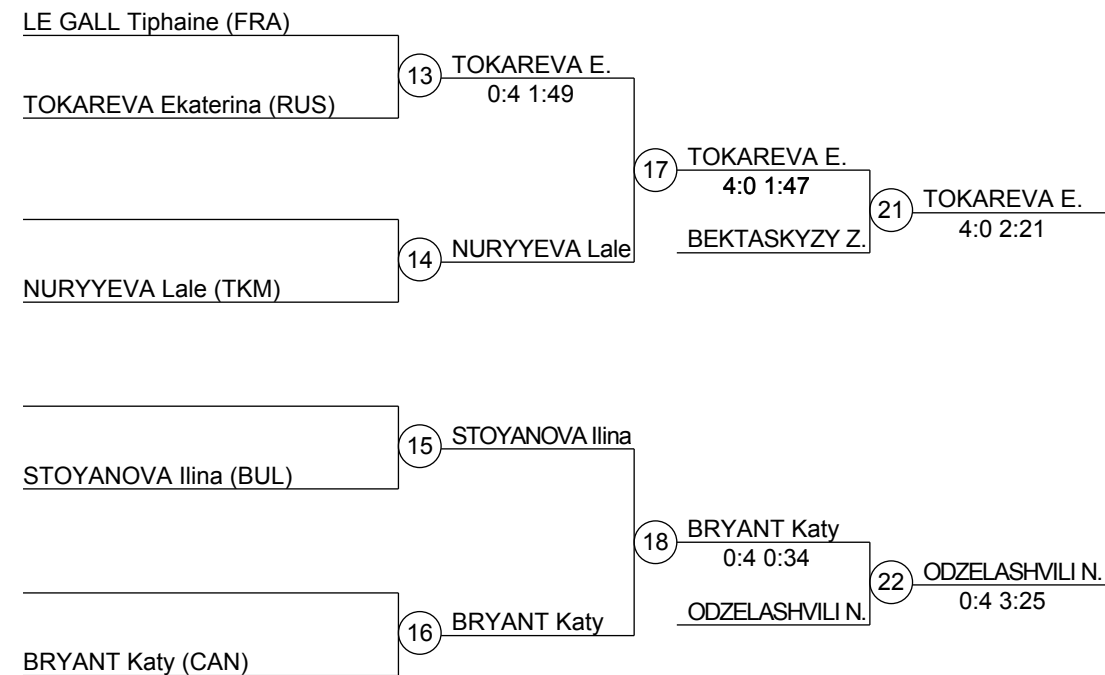 LE GALL Tiphaine (FRA)
13
TOKAREVA E.
0:4 1:49
TOKAREVA Ekaterina (RUS)
17
TOKAREVA E.
4:0 1:47
21
TOKAREVA E.
4:0 2:21
BEKTASKYZY Z.
14
NURYYEVA Lale
NURYYEVA Lale (TKM)
15
STOYANOVA Ilina
STOYANOVA Ilina (BUL)
18
BRYANT Katy
0:4 0:34
22
ODZELASHVILI N.
0:4 3:25
ODZELASHVILI N.
16
BRYANT Katy
BRYANT Katy (CAN)